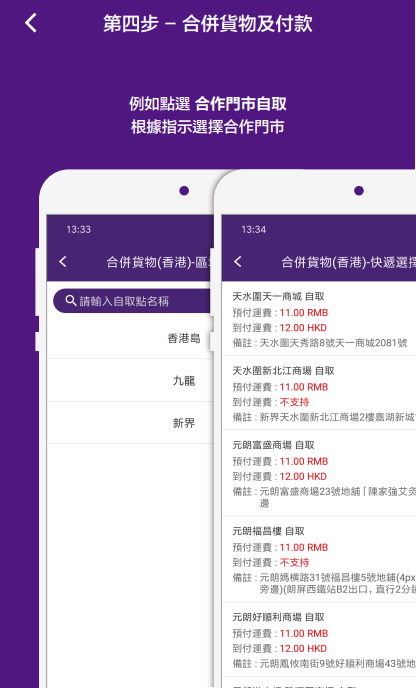 第四步 – 合併貨物及付款
例如點選 合作門市自取
根據指示選擇合作門市
13:33
合併貨物(香港)-區
請輸入自取點名稱
香港島
九龍
新界
13:34
合併貨物(香港)-快遞選擇
天水圍天一商城 自取
預付運費 : 11.00 RMB
到付運費 : 12.00 HKD
備註 : 天水圍天秀路8號天一商城2081號
天水圍新北江商場 自取
預付運費 : 11.00 RMB
到付運費 : 不支持
備註 : 新界天水圍新北江商場2樓嘉湖新城
元朗富盛商場 自取
預付運費 : 11.00 RMB
到付運費 : 12.00 HKD
備註 : 元朗富盛商場23號地舖 [ 陳家強艾灸
邊
元朗福昌樓 自取
預付運費 : 11.00 RMB
到付運費 : 不支持
備註 : 元朗媽橫路31號福昌樓5號地鋪(4px
旁邊)(朗屏西鐵站B2出口，直行2分鐘
元朗好順利商場 自取
預付運費 : 11.00 RMB
到付運費 : 12.00 HKD
備註 : 元朗鳳攸南街9號好順利商場43號地